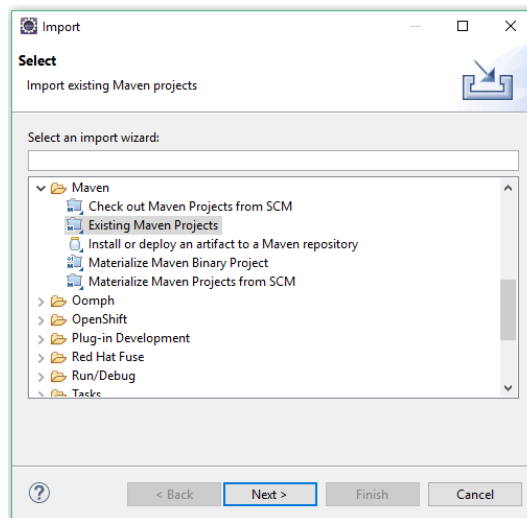 Import
Select
Import existing Maven projects
Select an import wizard:
Maven
Check out Maven Projects from SCM
Existing Maven Projects
Install or deploy an artifact to a Maven repository
Materialize Maven Binary Project
Materialize Maven Projects from SCM
Oomph
OpenShift
Plug-in Development
Red Hat Fuse
Run/Debug
Tasks
< Back Next > Finish Cancel